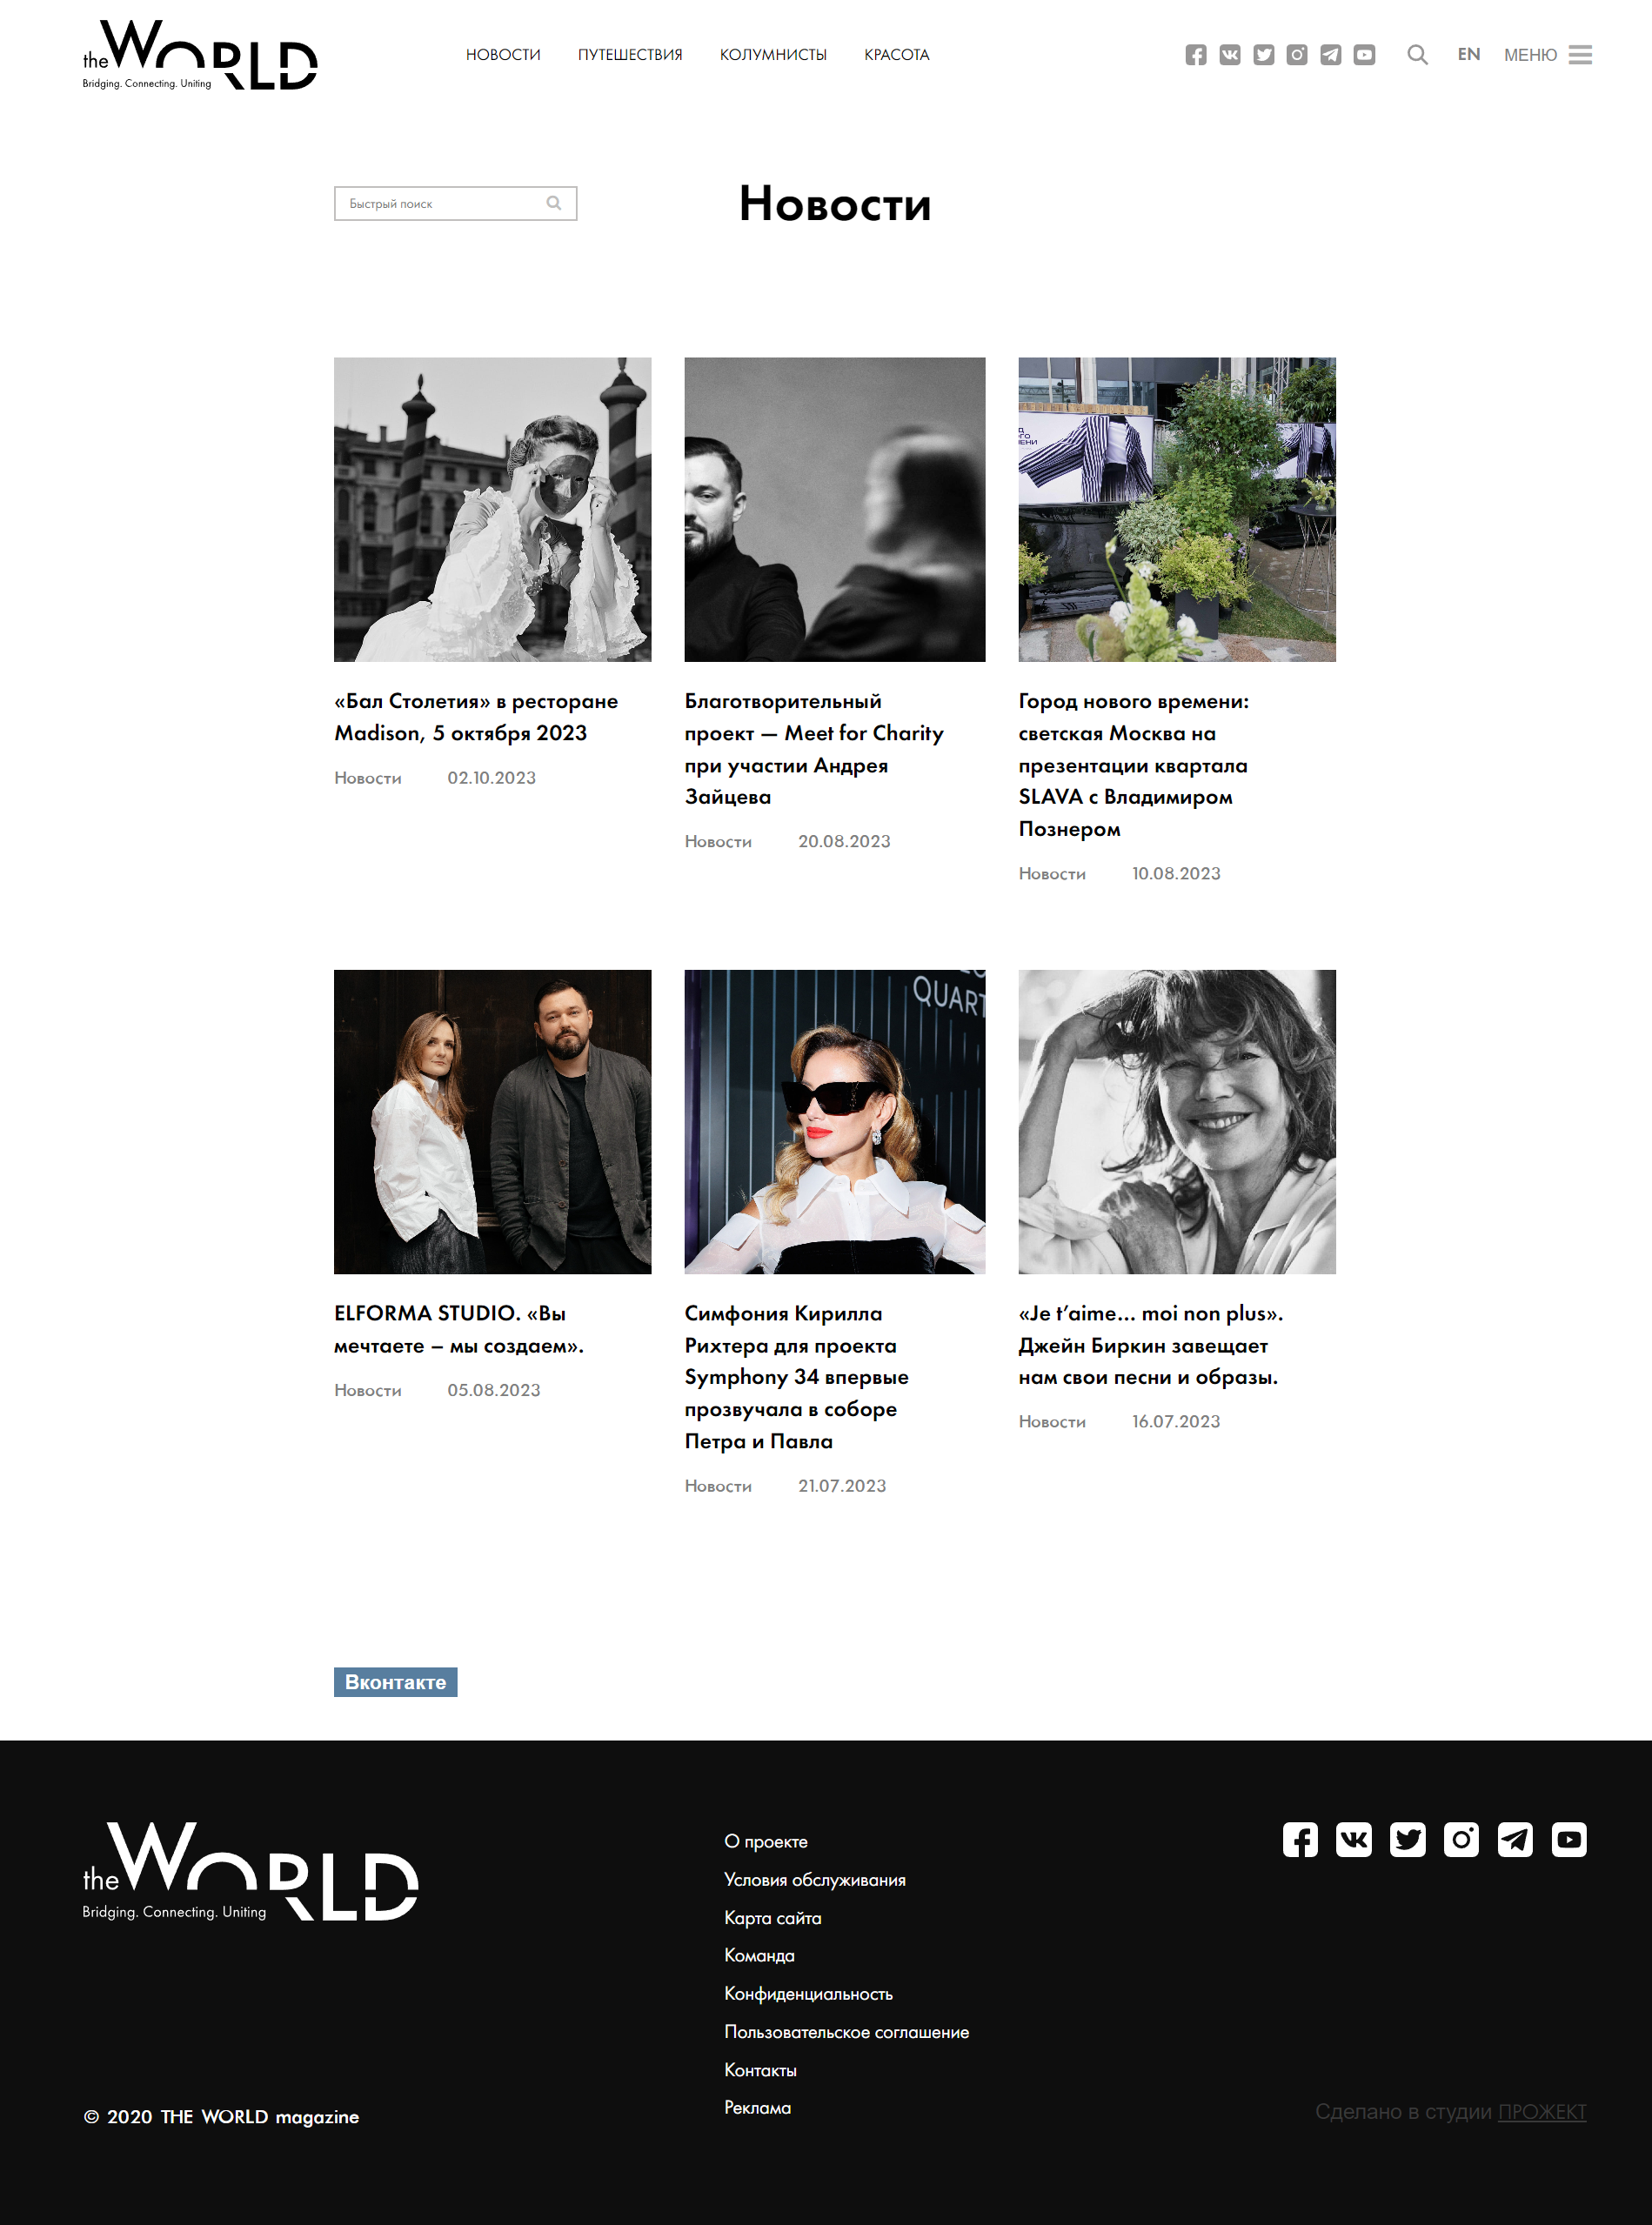 the WORLD
Bridging. Connecting. Uniting
НОВОСТИ
ПУТЕШЕСТВИЯ
КОЛУМНИСТЫ
КРАСОТА
EN
МЕНЮ
Быстрый поиск
Новости
«Бал Столетия» в ресторане
Madison, 5 октября 2023
Новости 02.10.2023
Благотворительный
проект — Meet for Charity
при участии Андрея
Зайцева
Новости 20.08.2023
Город нового времени:
светская Москва на
презентации квартала
SLAVA с Владимиром
Познером
Новости 10.08.2023
QUART
ELFORMA STUDIO. «Вы
мечтаете – мы создаем».
Новости 05.08.2023
Симфония Кирилла
Рихтера для проекта
Symphony 34 впервые
прозвучала в соборе
Петра и Павла
Новости 21.07.2023
«Je t’aime… moi non plus».
Джейн Биркин завещает
нам свои песни и образы.
Новости 16.07.2023
Вконтакте
the WORLD
Bridging. Connecting. Uniting
О проекте
Условия обслуживания
Карта сайта
Команда
Конфиденциальность
Пользовательское соглашение
Контакты
Реклама
© 2020 THE WORLD magazine
Сделано в студии ПРОЖЕКТ